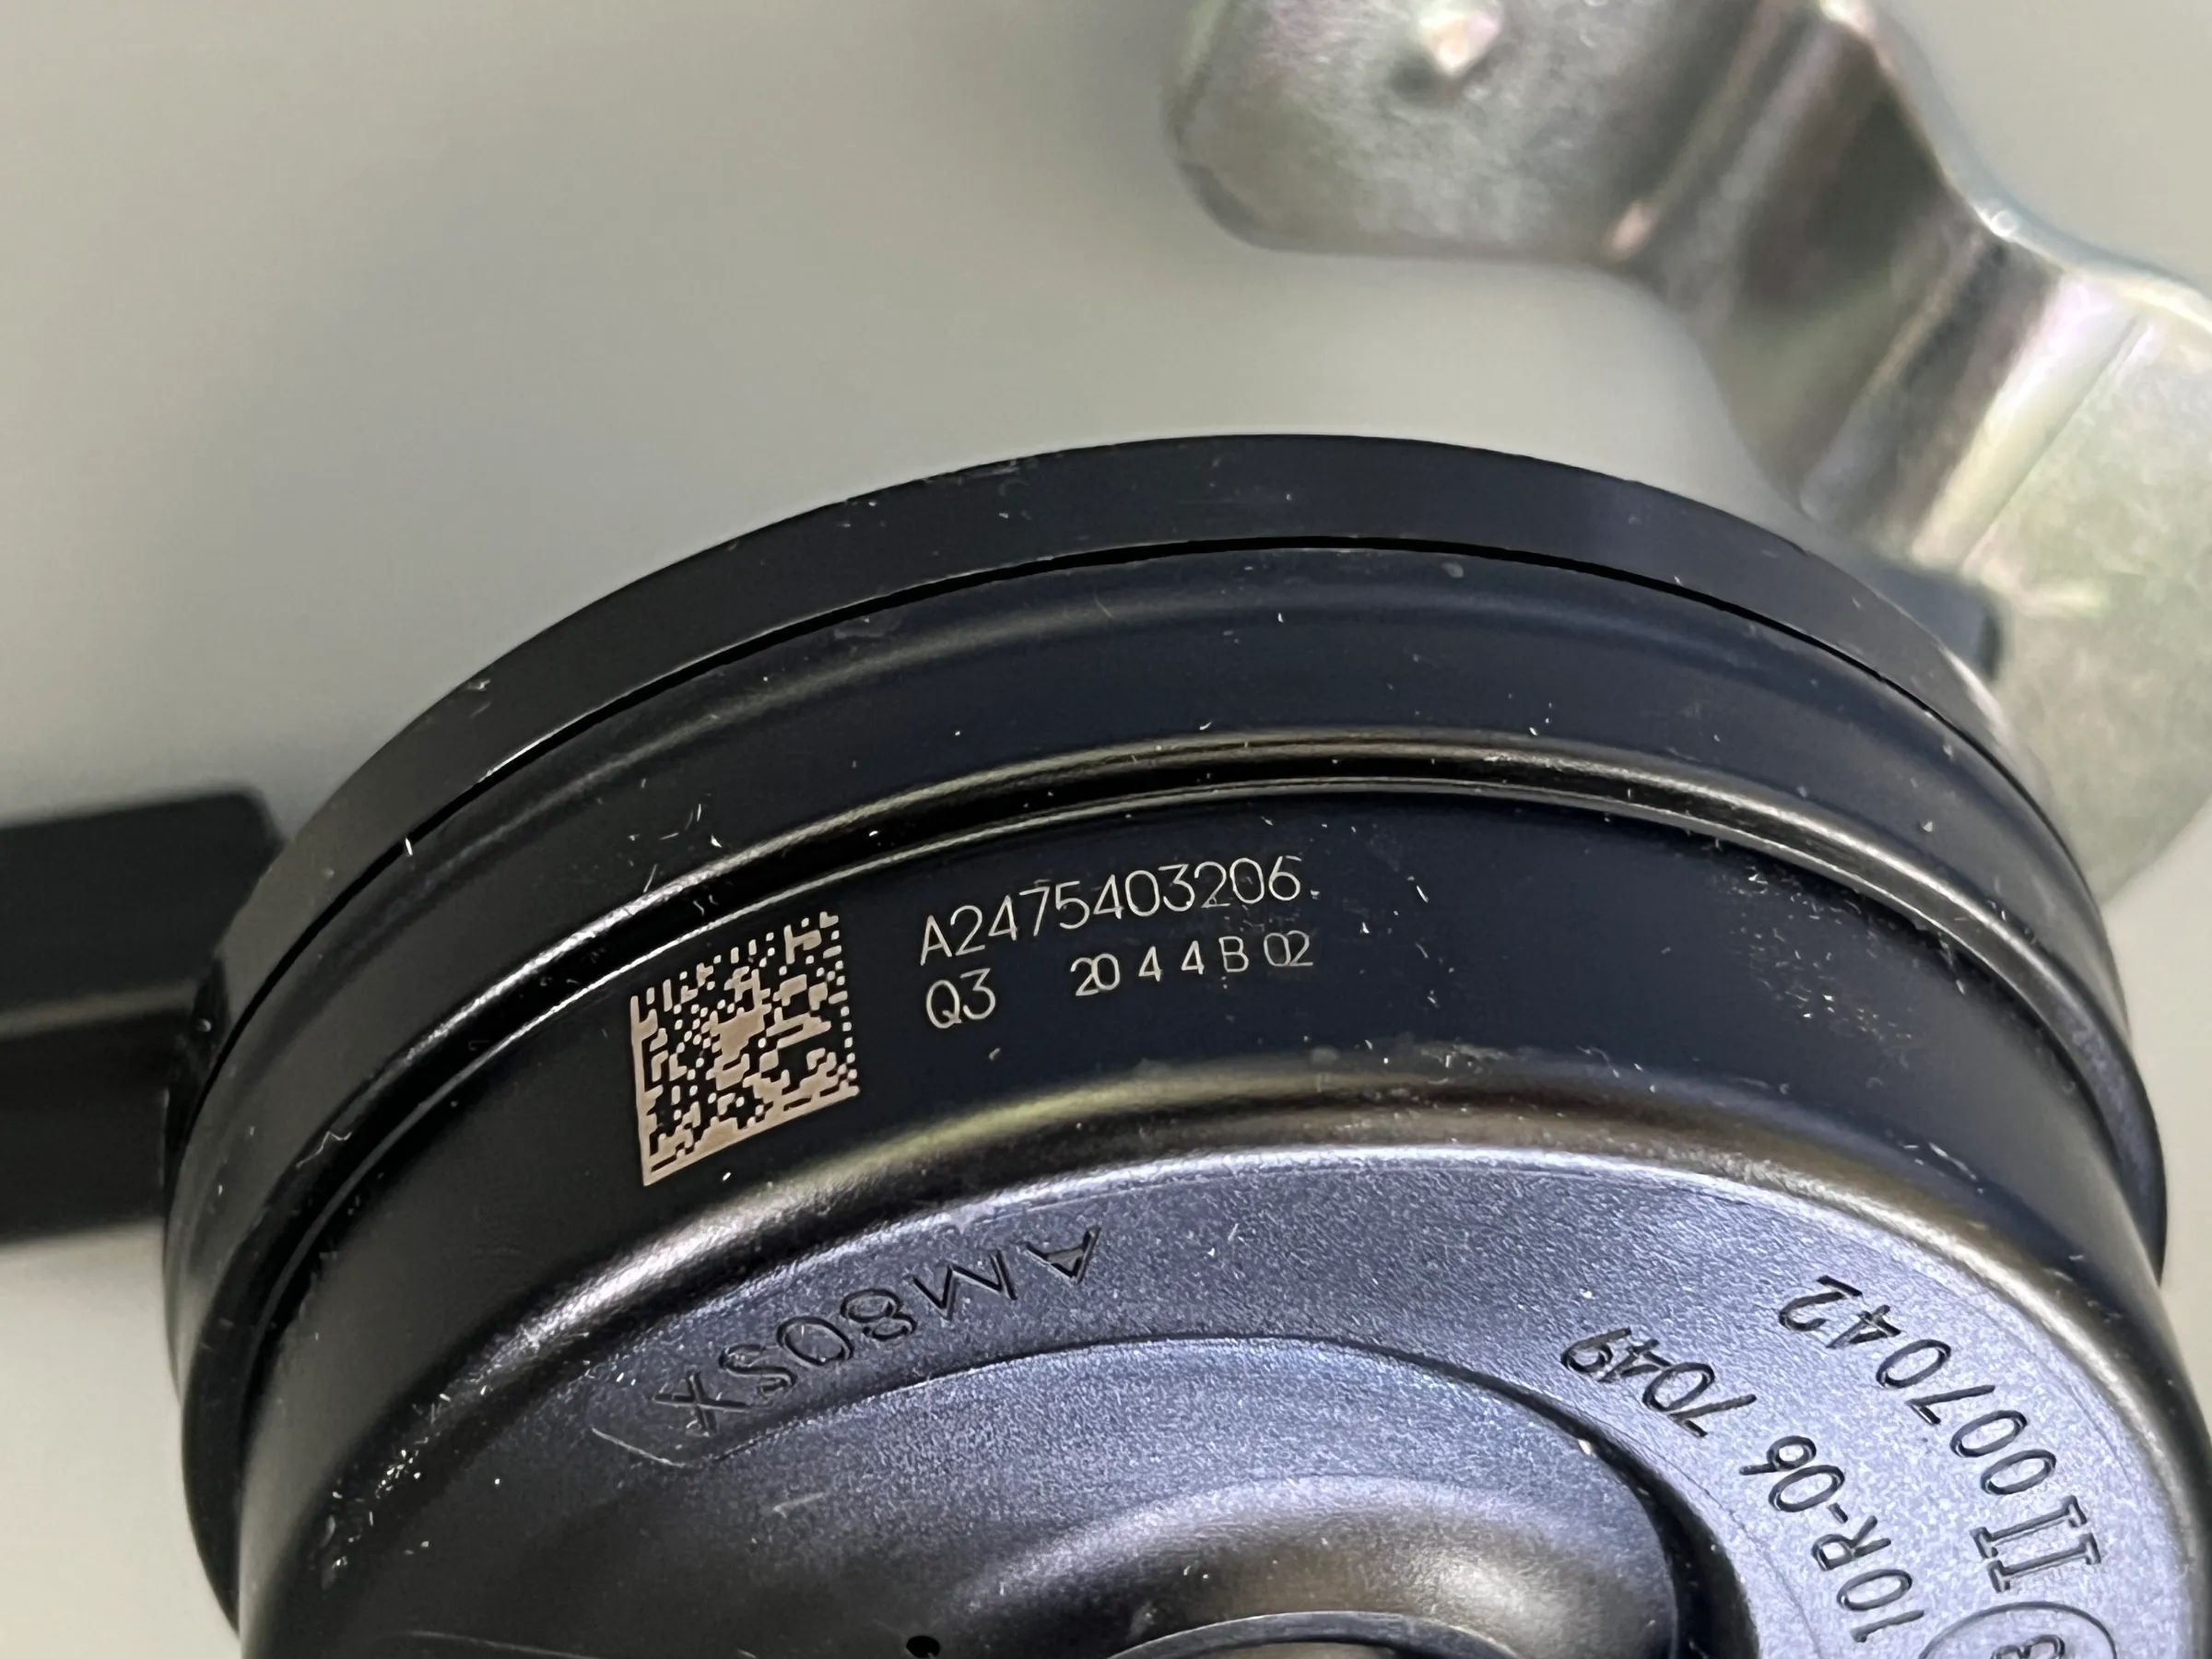 A2475403206
Q3 20 4 4 B 02
AM80SX
II 007042
10R-06 7049